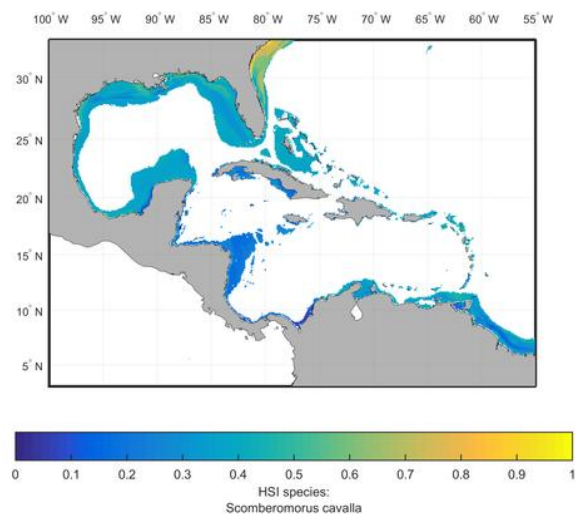 100° W 95° W 90° W 85° W 80° W 75° W 70° W 65° W 60° W 55° W
30° N
25° N
20° N
15° N
10° N
5° N
0 0.1 0.2 0.3 0.4 0.5 0.6 0.7 0.8 0.9 1
HSI species:
Scomberomorus cavalla